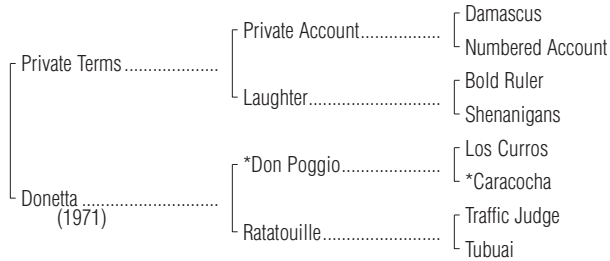 Damascus
Private Account..................
Numbered Account
Private Terms .....................
Bold Ruler
Laughter..............................
Shenanigans
Los Curros
*Don Poggio......................
*Caracocha
Donetta ..............................
(1971)
Traffic Judge
Ratatouille...........................
Tubuai